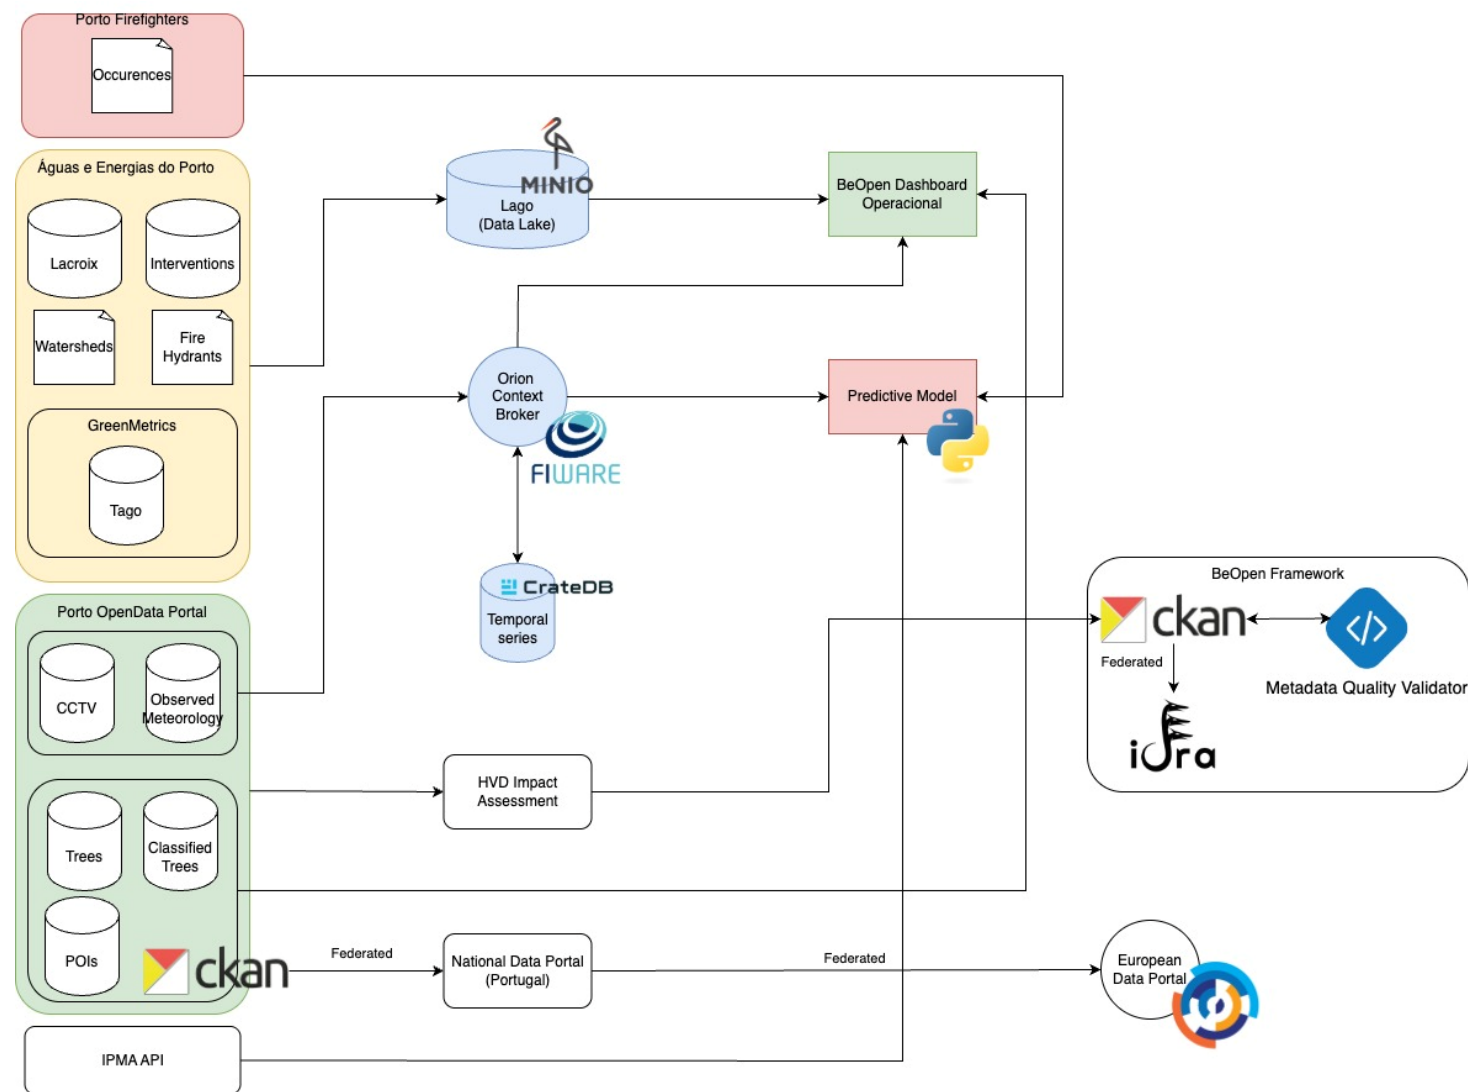 Porto Firefighters
Occurences
Águas e Energias do Porto
Lacroix
Interventions
Watersheds
Fire
Hydrants
GreenMetrics
Tago
Porto OpenData Portal
CCTV
Observed
Meteorology
Trees
Classified
Trees
POIs
ckan
IPMA API
MINIO
Lago
(Data Lake)
Orion
Context
Broker
FIWARE
CrateDB
Temporal
series
HVD Impact
Assessment
Federated
National Data Portal
(Portugal)
Federated
BeOpen Dashboard
Operacional
Predictive Model
BeOpen Framework
ckan
</>
Federated
Metadata Quality Validator
idra
European
Data Portal